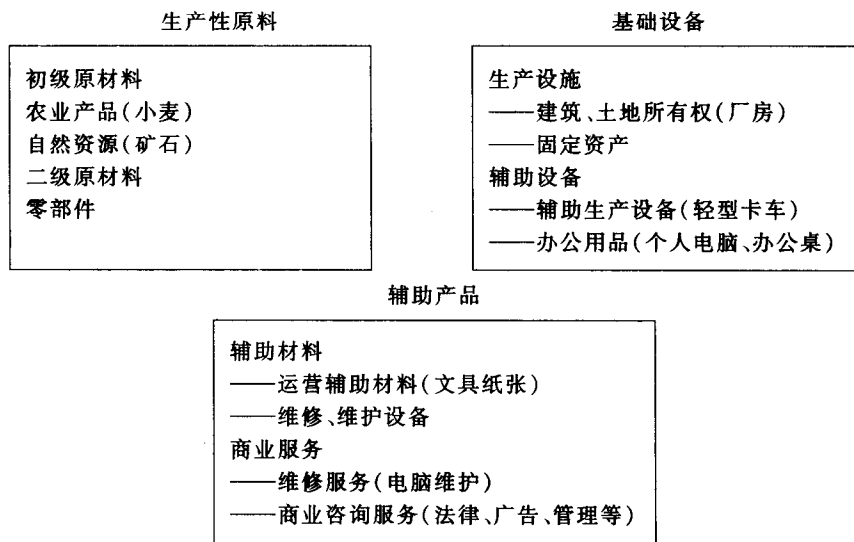 生产性原料
初级原材料
农业产品(小麦)
自然资源(矿石)
二级原材料
零部件
基础设备
生产设施
——建筑、土地所有权(厂房)
——固定资产
辅助设备
——辅助生产设备(轻型卡车)
——办公用品(个人电脑、办公桌)
辅助产品
辅助材料
——运营辅助材料(文具纸张)
——维修、维护设备
商业服务
——维修服务(电脑维护)
——商业咨询服务(法律、广告、管理等)